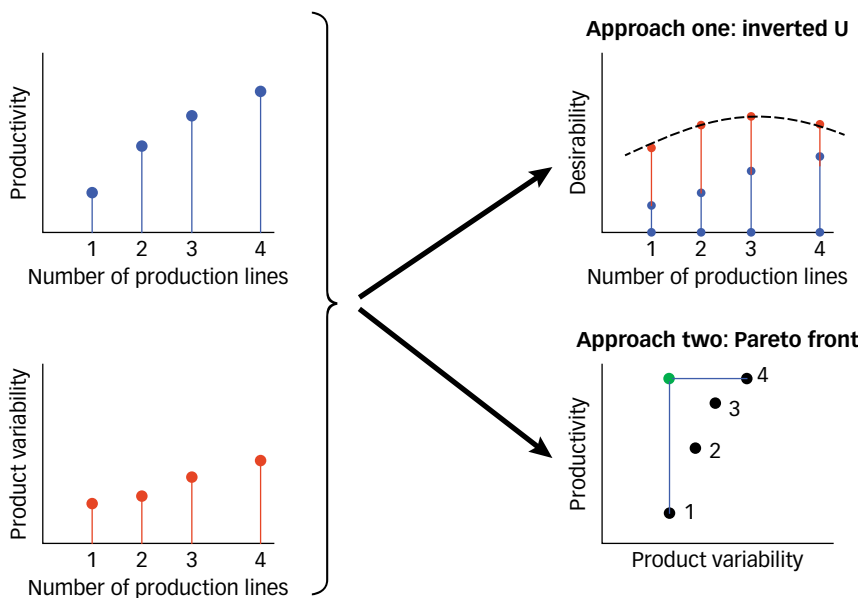 Productivity
1 2 3 4
Number of production lines
Product variability
1 2 3 4
Number of production lines
Approach one: inverted U
Desirability
1 2 3 4
Number of production lines
Approach two: Pareto front
Productivity
4
3
2
1
Product variability